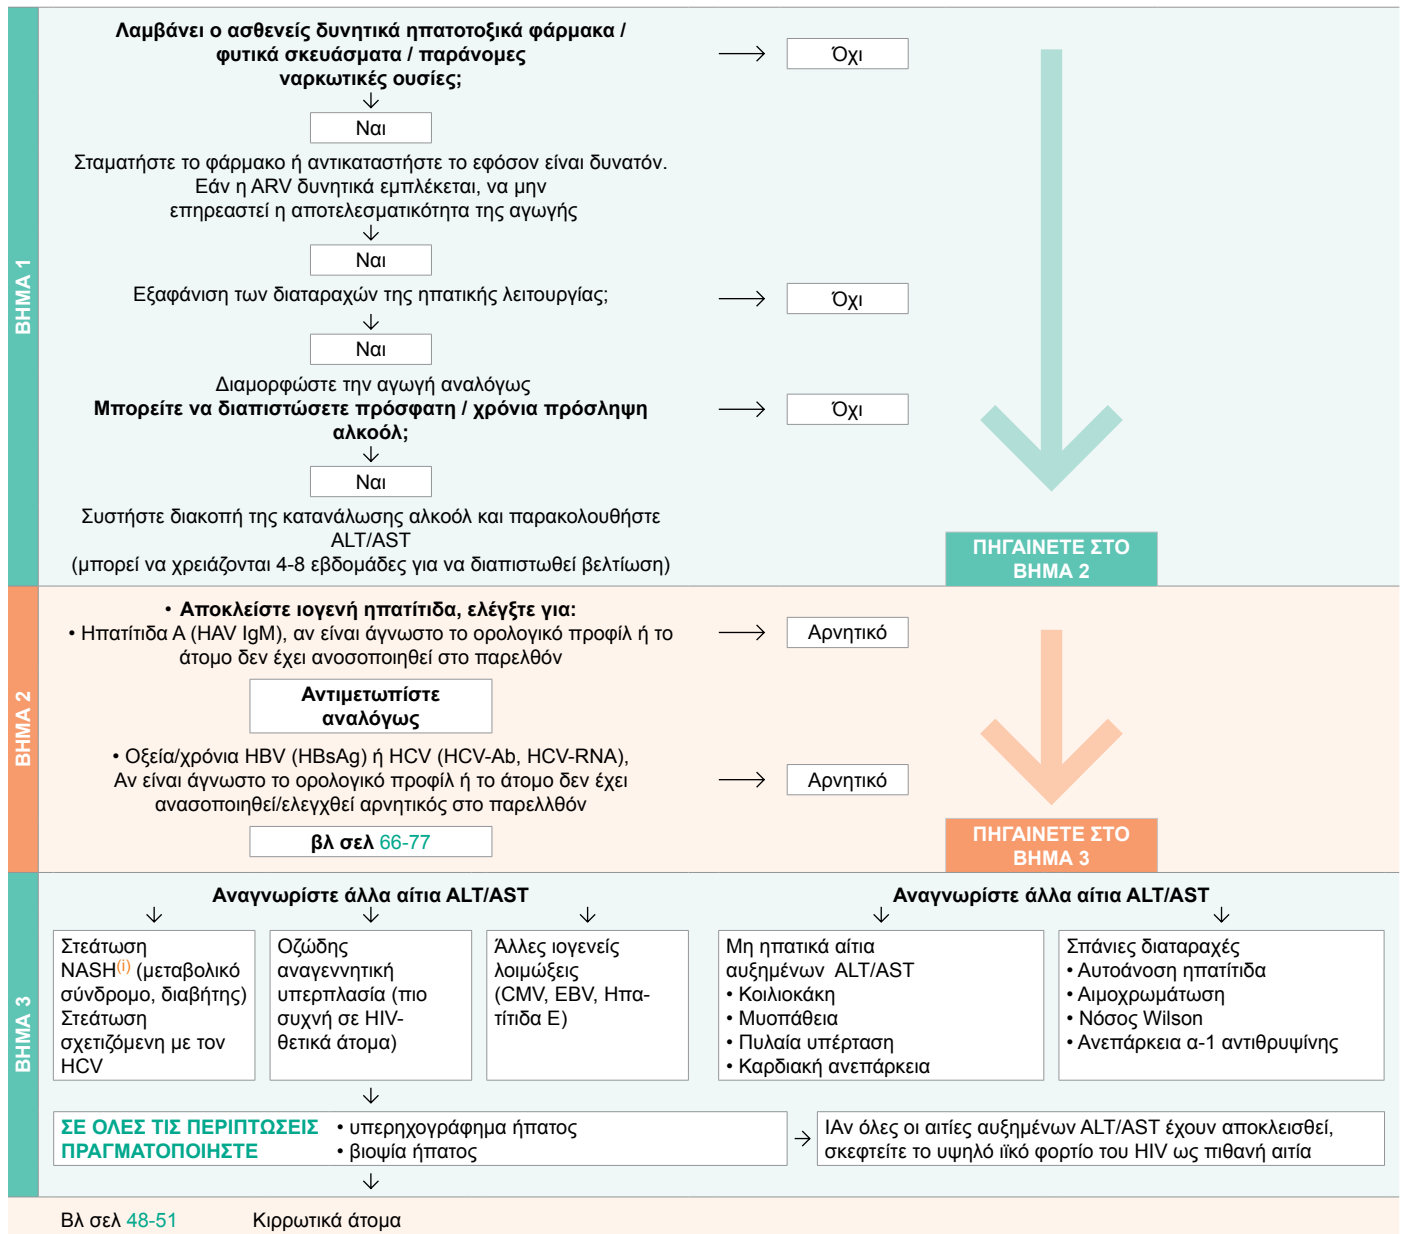 ΒΗΜΑ 1
Λαμβάνει ο ασθενείς δυνητικά ηπατοτοξικά φάρμακα /
φυτικά σκευάσματα / παράνομες
ναρκωτικές ουσίες;
Όχι
Ναι
Σταματήστε το φάρμακο ή αντικαταστήστε το εφόσον είναι δυνατόν.
Εάν η ARV δυνητικά εμπλέκεται, να μην
επηρεαστεί η αποτελεσματικότητα της αγωγής
Ναι
Εξαφάνιση των διαταραχών της ηπατικής λειτουργίας;
Όχι
Ναι
Διαμορφώστε την αγωγή αναλόγως
Μπορείτε να διαπιστώσετε πρόσφατη / χρόνια πρόσληψη
αλκοόλ;
Όχι
Ναι
Συστήστε διακοπή της κατανάλωσης αλκοόλ και παρακολουθήστε
ALT/AST
(μπορεί να χρειάζονται 4-8 εβδομάδες για να διαπιστωθεί βελτίωση)
ΠΗΓΑΙΝΕΤΕ ΣΤΟ
ΒΗΜΑ 2
ΒΗΜΑ 2
• Αποκλείστε ιογενή ηπατίτιδα, ελέγξτε για:
• Ηπατίτιδα Α (HAV IgM), αν είναι άγνωστο το ορολογικό προφίλ ή το
άτομο δεν έχει ανοσοποιηθεί στο παρελθόν
Αρνητικό
Αντιμετωπίστε
αναλόγως
• Οξεία/χρόνια HBV (HBsAg) ή HCV (HCV-Ab, HCV-RNA),
Αν είναι άγνωστο το ορολογικό προφίλ ή το άτομο δεν έχει
ανασοποιηθεί/ελεγχθεί αρνητικός στο παρελλθόν
Αρνητικό
βλ σελ 66-77
ΠΗΓΑΙΝΕΤΕ ΣΤΟ
ΒΗΜΑ 3
ΒΗΜΑ 3
Αναγνωρίστε άλλα αίτια ALT/AST
Στεάτωση
NASH(i) (μεταβολικό
σύνδρομο, διαβήτης)
Στεάτωση
σχετιζόμενη με τον
HCV
Οζώδης
αναγεννητική
υπερπλασία (πιο
συχνή σε HIV-
θετικά άτομα)
Άλλες ιογενείς
λοιμώξεις
(CMV, EBV, Ηπα-
τίτιδα Ε)
Αναγνωρίστε άλλα αίτια ALT/AST
Μη ηπατικά αίτια
αυξημένων ALT/AST
• Κοιλιοκάκη
• Μυοπάθεια
• Πυλαία υπέρταση
• Καρδιακή ανεπάρκεια
Σπάνιες διαταραχές
• Αυτοάνοση ηπατίτιδα
• Αιμοχρωμάτωση
• Νόσος Wilson
• Ανεπάρκεια α-1 αντιθρυψίνης
ΣΕ ΟΛΕΣ ΤΙΣ ΠΕΡΙΠΤΩΣΕΙΣ
ΠΡΑΓΜΑΤΟΠΟΙΗΣΤΕ
• υπερηχογράφημα ήπατος
• βιοψία ήπατος
ΙΑν όλες οι αιτίες αυξημένων ALT/AST έχουν αποκλεισθεί,
σκεφτείτε το υψηλό ιϊκό φορτίο του HIV ως πιθανή αιτία
Βλ σελ 48-51 Κιρρωτικά άτομα